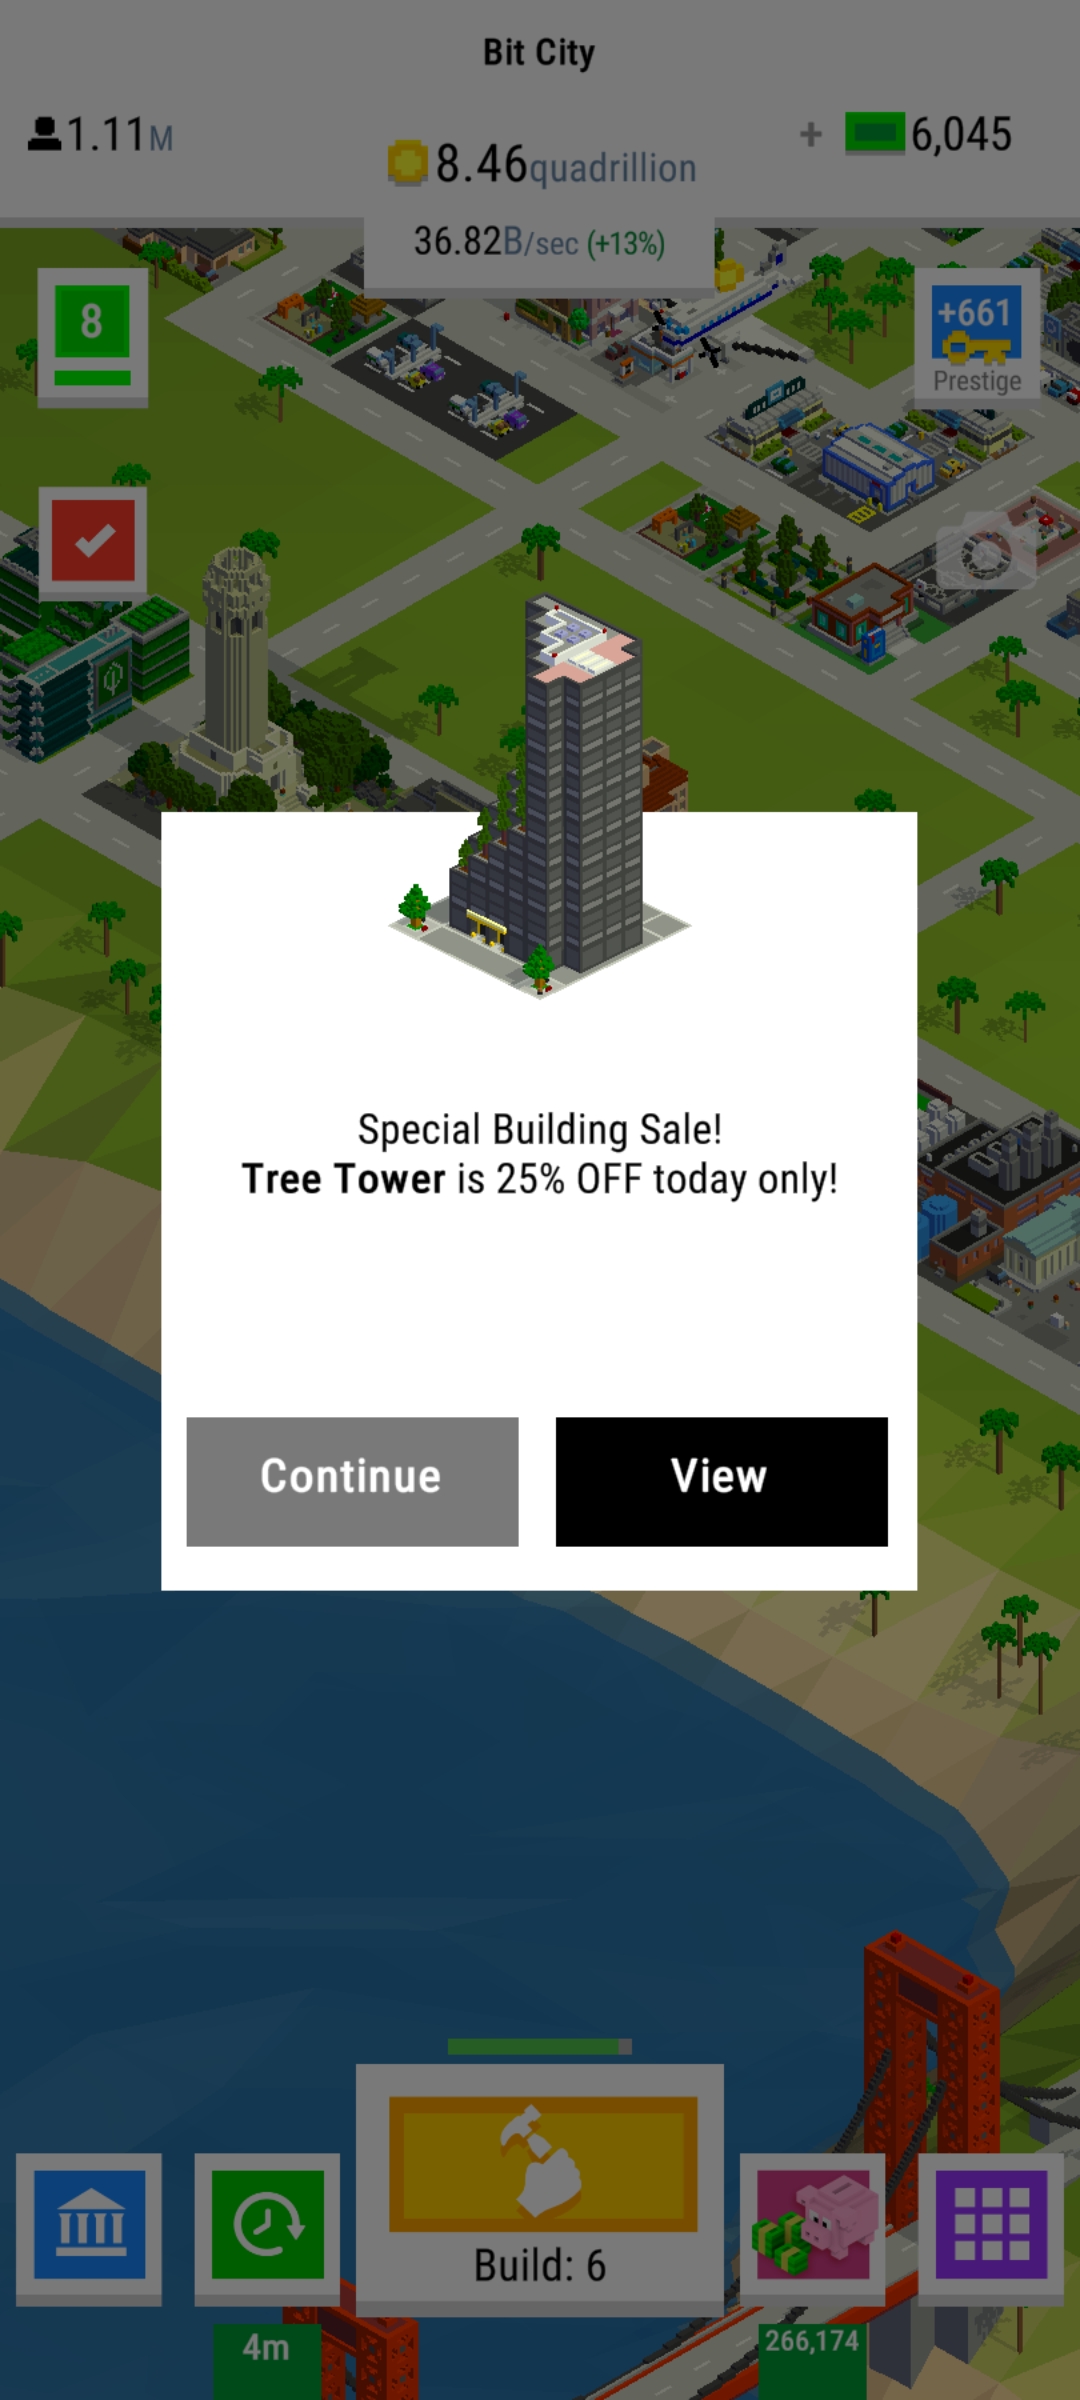 Bit City
1.11M
8.46quadrillion
+ 6,045
36.82B/sec (+13%)
8
+661
Prestige
Special Building Sale!
Tree Tower is 25% OFF today only!
Continue
View
Build: 6
4m
266,174